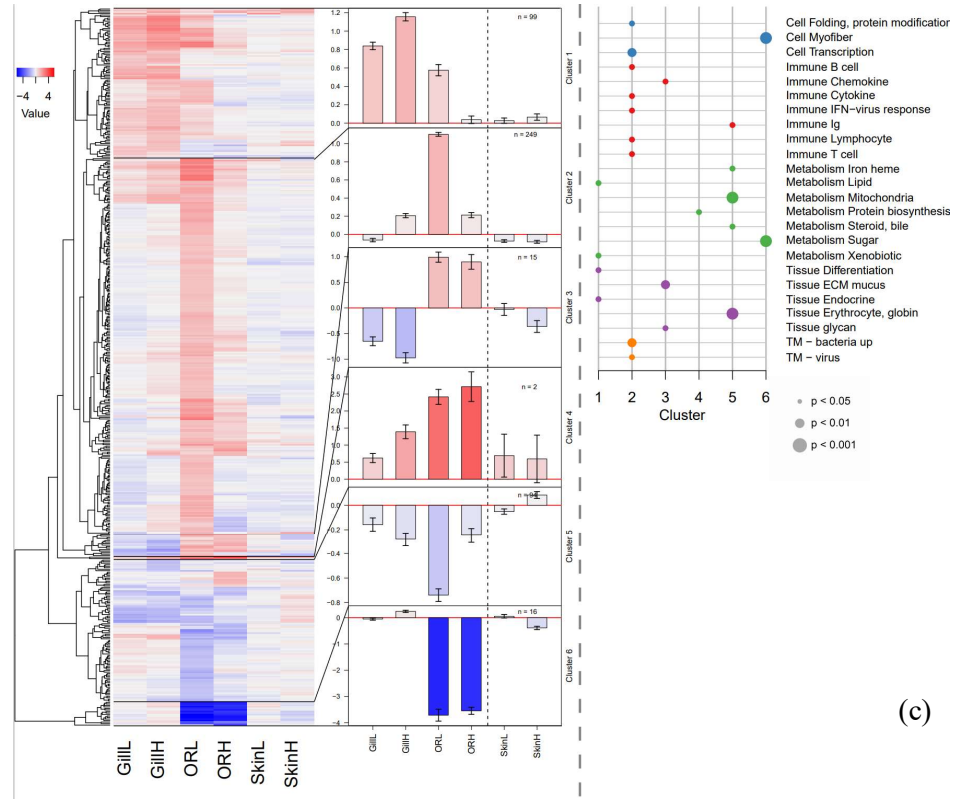 −4 4
Value
GillL
GillH
ORL
ORH
SkinL
SkinH
1.2
1.0
0.8
0.6
0.4
0.2
0.0
n = 99
Cluster 1
1.0
0.8
0.6
0.4
0.2
0.0
n = 249
Cluster 2
1.0
0.5
0.0
−0.5
−1.0
n = 15
Cluster 3
3.0
2.5
2.0
1.5
1.0
0.5
0.0
n = 2
Cluster 4
0.0
−0.2
−0.4
−0.6
−0.8
Cluster 5
0
−1
−2
−3
−4
n = 16
Cluster 6
GillL
GillH
ORL
ORH
SkinL
SkinH
Cell Folding, protein modificatior
Cell Myofiber
Cell Transcription
Immune B cell
Immune Chemokine
Immune Cytokine
Immune IFN−virus response
Immune Ig
Immune Lymphocyte
Immune T cell
Metabolism Iron heme
Metabolism Lipid
Metabolism Mitochondria
Metabolism Protein biosynthesis
Metabolism Steroid, bile
Metabolism Sugar
Metabolism Xenobiotic
Tissue Differentiation
Tissue ECM mucus
Tissue Endocrine
Tissue Erythrocyte, globin
Tissue glycan
TM − bacteria up
TM − virus
1 2 3 4 5 6
Cluster
p < 0.05
p < 0.01
p < 0.001
(c)